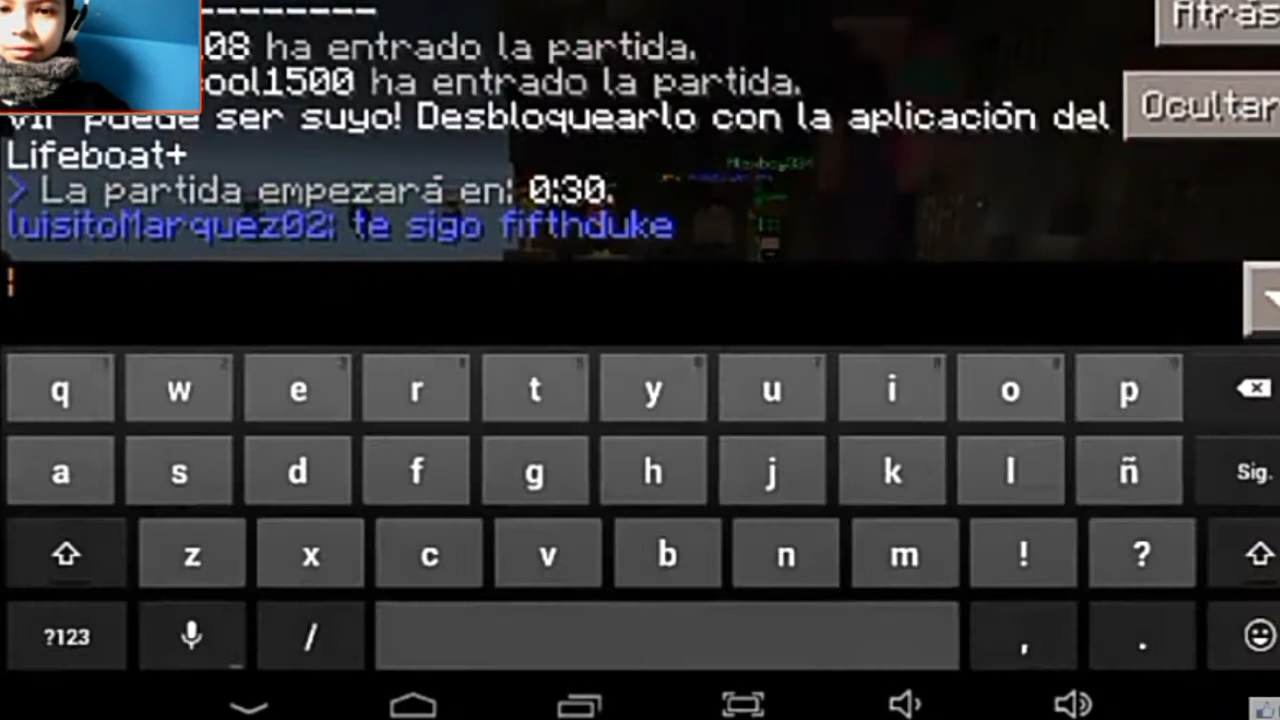 08 ha entrado la partida.
ool1500 ha entrado la partida.
VIP puede ser suyo! Desbloquearlo con la aplicación del
Lifeboat+
> La partida empezará en: 0:30.
luisitoMarquez02: te sigo fifthduke
Atrás
Ocultar
q w e r t y u i o p
a s d f g h j k l ñ Sig.
z x c v b n m ! ?
?123 / , .